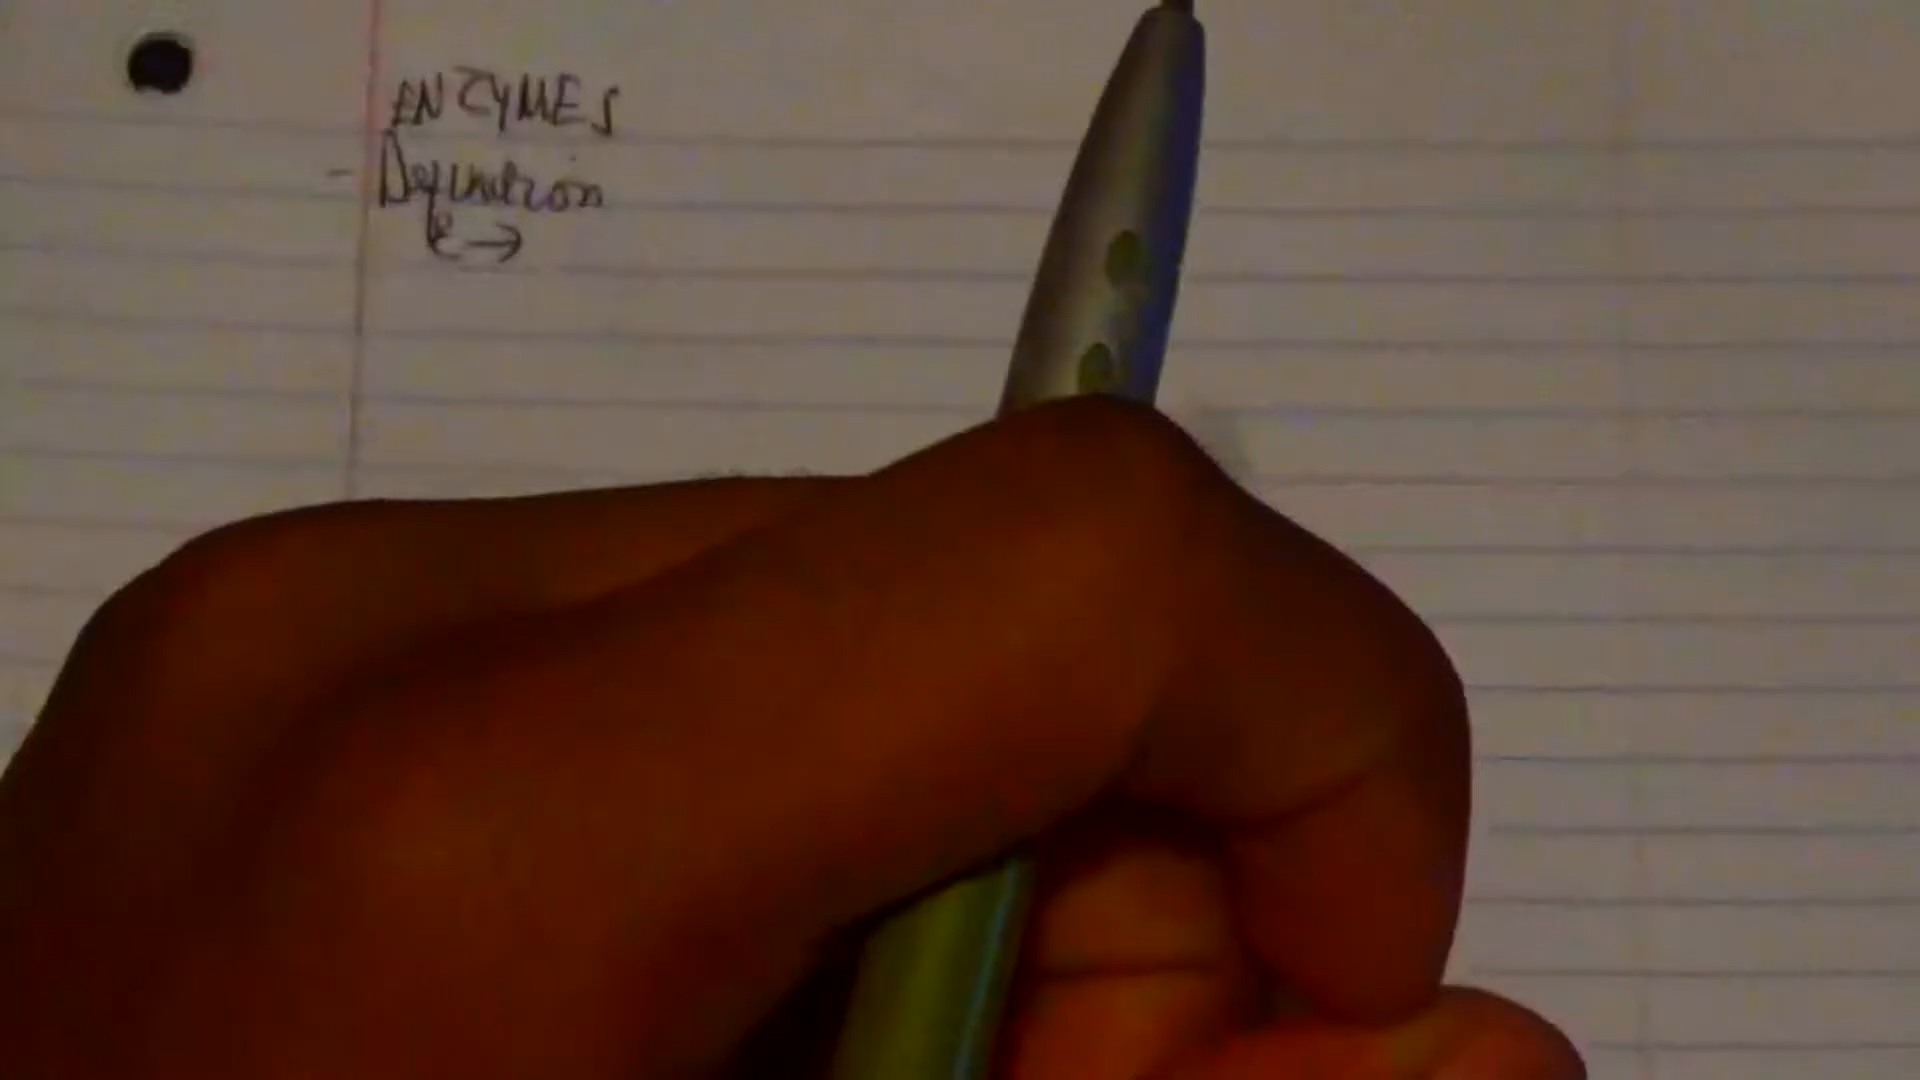 ENZYMES
- Definition
e →